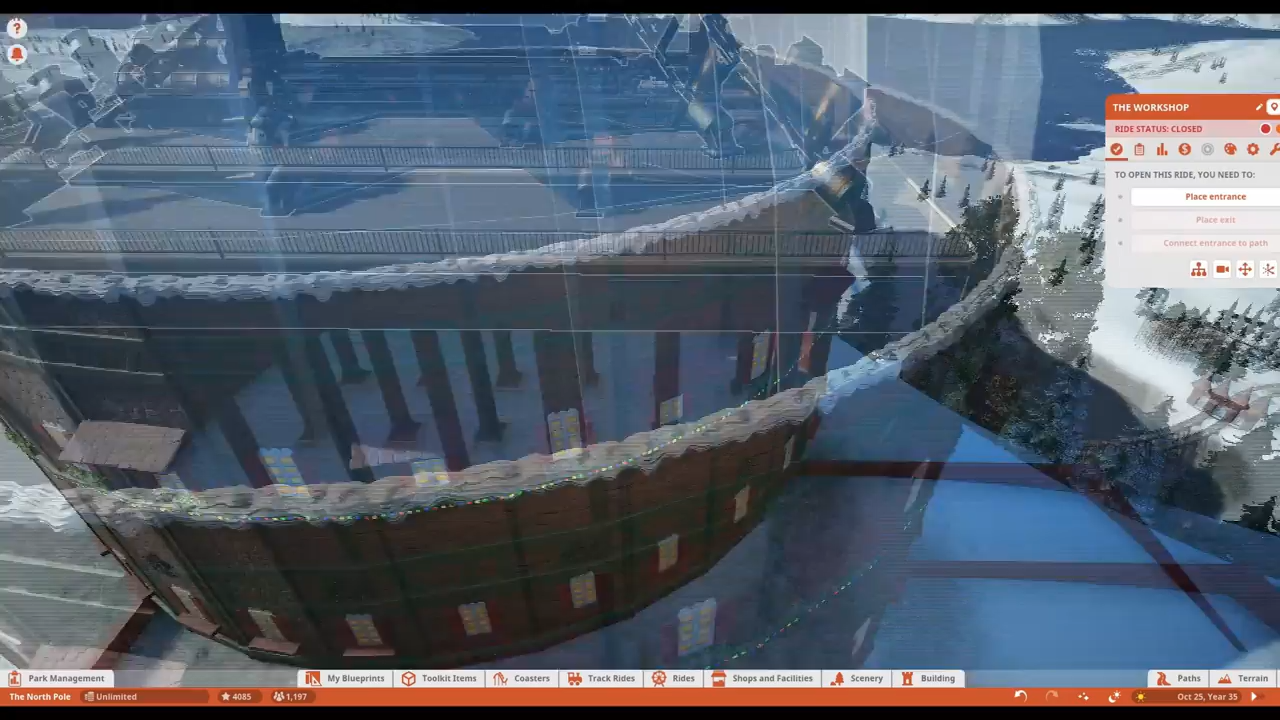 ?
THE WORKSHOP
RIDE STATUS: CLOSED
TO OPEN THIS RIDE, YOU NEED TO:
Place entrance
Place exit
Connect entrance to path
Park Management
My Blueprints
Toolkit Items
Coasters
Track Rides
Rides
Shops and Facilities
Scenery
Building
Paths
Terrain
The North Pole
Unlimited
4085
1,197
Oct 25, Year 35